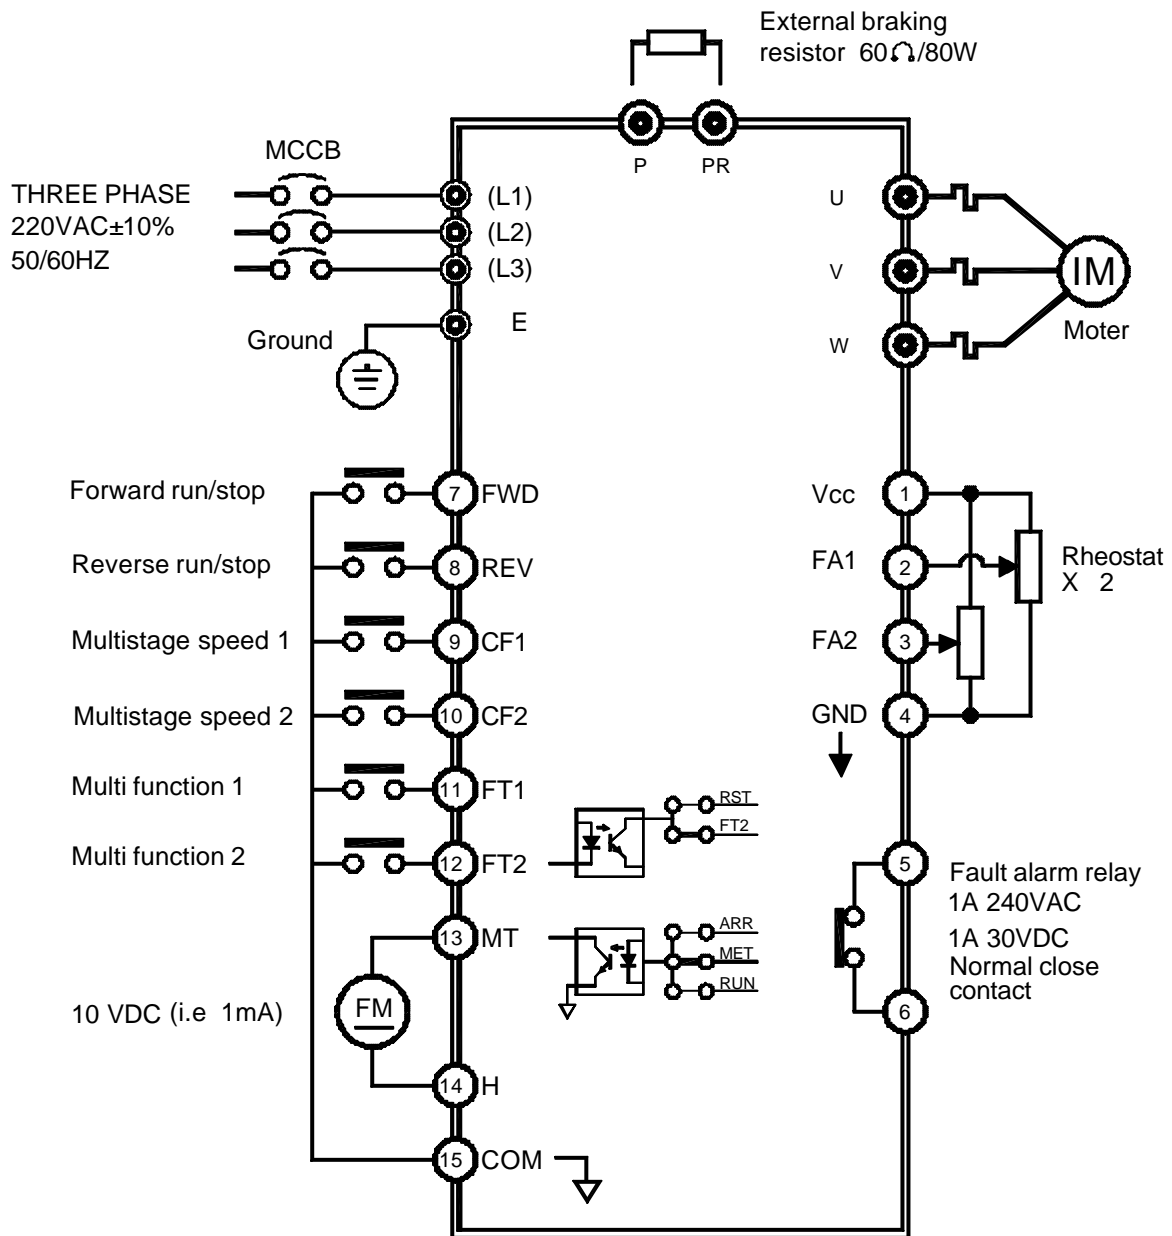 External braking
resistor 60Ω/80W
P
PR
MCCB
THREE PHASE
220VAC±10%
50/60HZ
(L1)
(L2)
(L3)
E
Ground
U
V
W
IM
Moter
Forward run/stop
7
FWD
Reverse run/stop
8
REV
Multistage speed 1
9
CF1
Multistage speed 2
10
CF2
Multi function 1
11
FT1
Multi function 2
12
FT2
13
MT
10 VDC (i.e 1mA)
FM
14
H
15
COM
RST
FT2
ARR
MET
RUN
Vcc
1
FA1
2
FA2
3
GND
4
Rheostat
X 2
5
Fault alarm relay
1A 240VAC
1A 30VDC
Normal close
contact
6